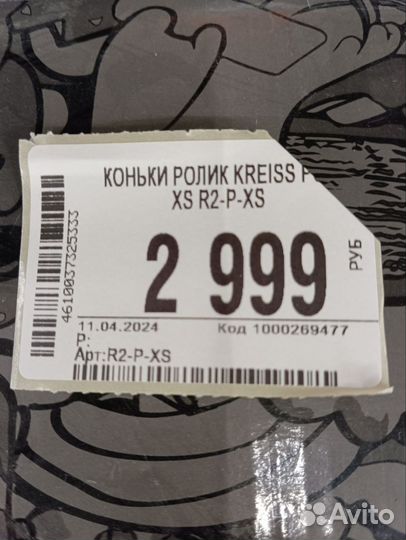 КОНЬКИ РОЛИК KREISS
XS R2-P-XS
2 999
РУБ
4610037325333
11.04.2024 Код 1000269477
Р:
Арт:R2-P-XS
Avito